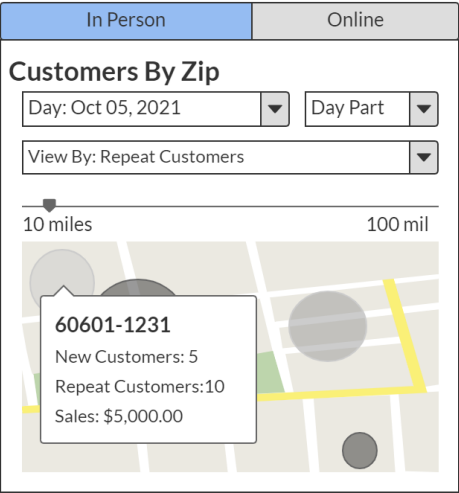 In Person
Online
Customers By Zip
Day: Oct 05, 2021
Day Part
View By: Repeat Customers
10 miles
100 mil
60601-1231
New Customers: 5
Repeat Customers:10
Sales: $5,000.00